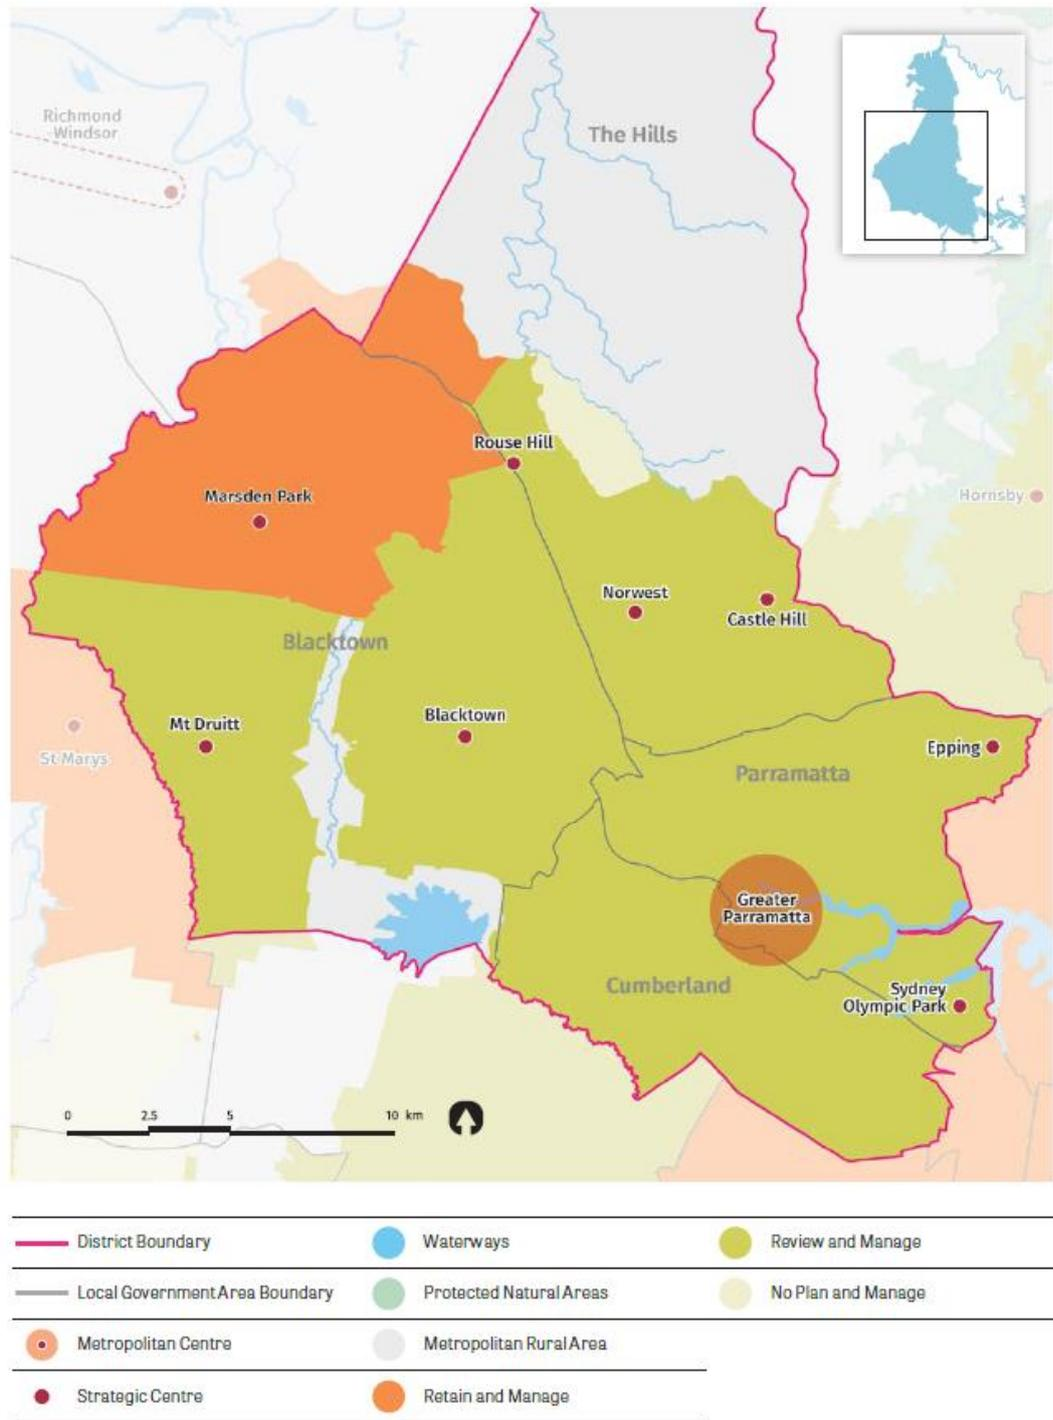 Richmond
Windsor
The Hills
Rouse Hill
Marsden Park
Hornsby
Norwest
Castle Hill
Blacktown
Mt Druitt
Blacktown
St Marys
Epping
Parramatta
Greater
Parramatta
Cumberland
Sydney
Olympic Park
0 2.5 5 10 km
District Boundary
Waterways
Review and Manage
Local Government Area Boundary
Protected Natural Areas
No Plan and Manage
Metropolitan Centre
Metropolitan Rural Area
Strategic Centre
Retain and Manage